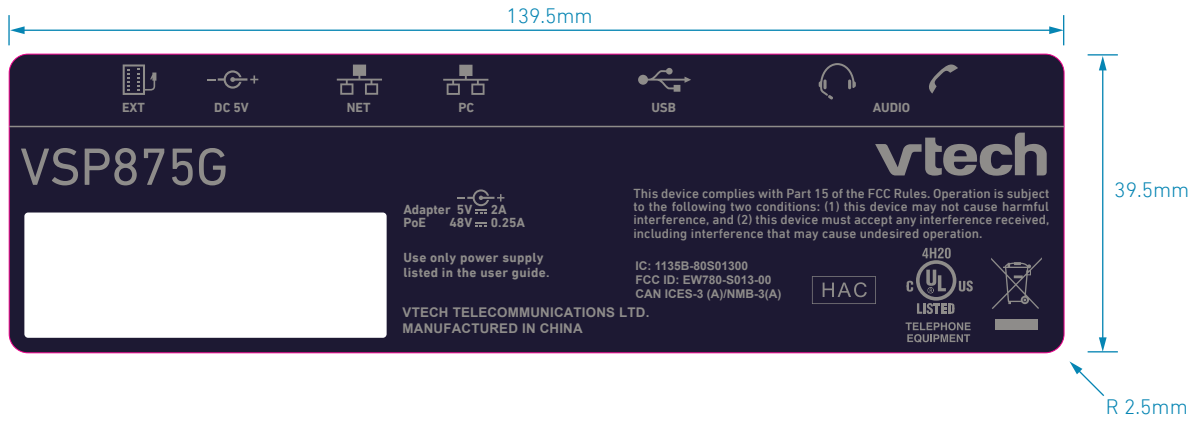 139.5mm
EXT
DC 5V
NET
PC
USB
AUDIO
VSP875G
vtech
39.5mm
Adapter 5V 2A
PoE 48V 0.25A
Use only power supply
listed in the user guide.
VTECH TELECOMMUNICATIONS LTD.
MANUFACTURED IN CHINA
This device complies with Part 15 of the FCC Rules. Operation is subject
to the following two conditions: (1) this device may not cause harmful
interference, and (2) this device must accept any interference received,
including interference that may cause undesired operation.
IC: 1135B-80S01300
FCC ID: EW780-S013-00
CAN ICES-3 (A)/NMB-3(A)
HAC
4H20
C UL ® US
LISTED
TELEPHONE
EQUIPMENT
R 2.5mm